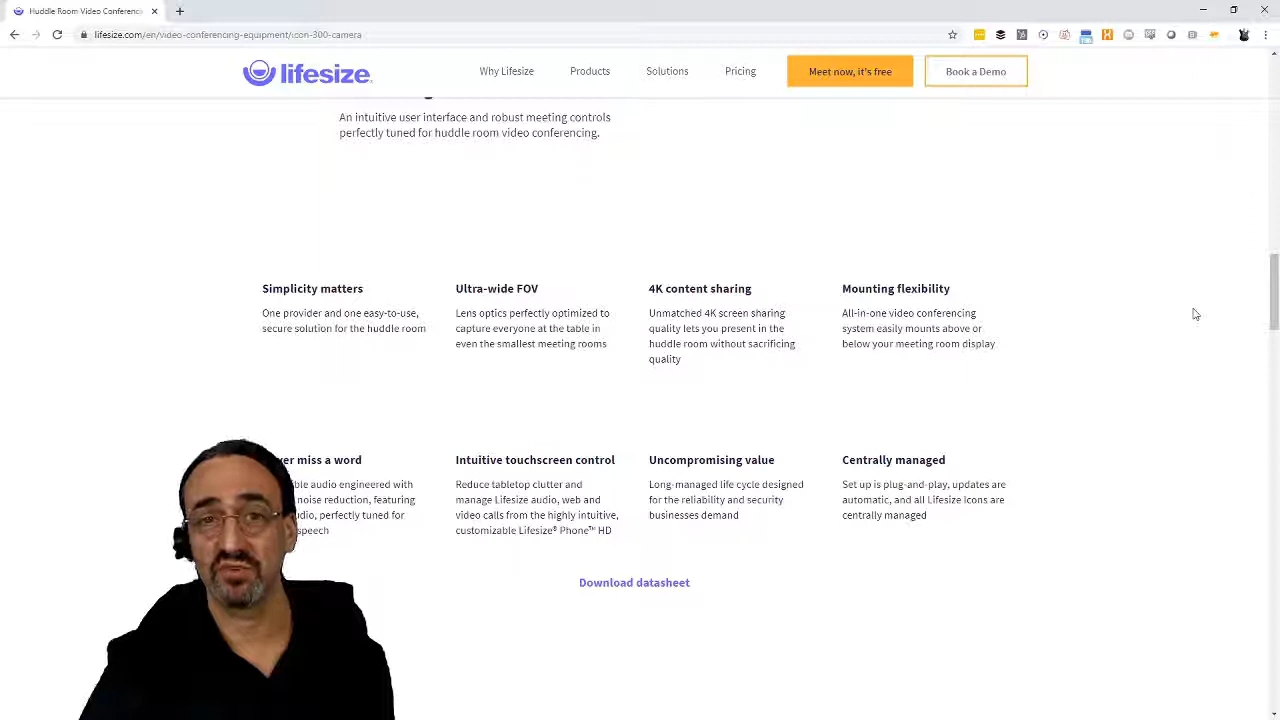 Huddle Room Video Conferenc
lifesize.com/en/video-conferencing-equipment/icon-300-camera
lifesize
Why Lifesize
Products
Solutions
Pricing
Meet now, it's free
Book a Demo
An intuitive user interface and robust meeting controls
perfectly tuned for huddle room video conferencing.
Simplicity matters
One provider and one easy-to-use,
secure solution for the huddle room
Ultra-wide FOV
Lens optics perfectly optimized to
capture everyone at the table in
even the smallest meeting rooms
4K content sharing
Unmatched 4K screen sharing
quality lets you present in the
huddle room without sacrificing
quality
Mounting flexibility
All-in-one video conferencing
system easily mounts above or
below your meeting room display
er miss a word
ble audio engineered with
noise reduction, featuring
udio, perfectly tuned for
speech
Intuitive touchscreen control
Reduce tabletop clutter and
manage Lifesize audio, web and
video calls from the highly intuitive,
customizable Lifesize® Phone™ HD
Uncompromising value
Long-managed life cycle designed
for the reliability and security
businesses demand
Centrally managed
Set up is plug-and-play, updates are
automatic, and all Lifesize Icons are
centrally managed
Download datasheet